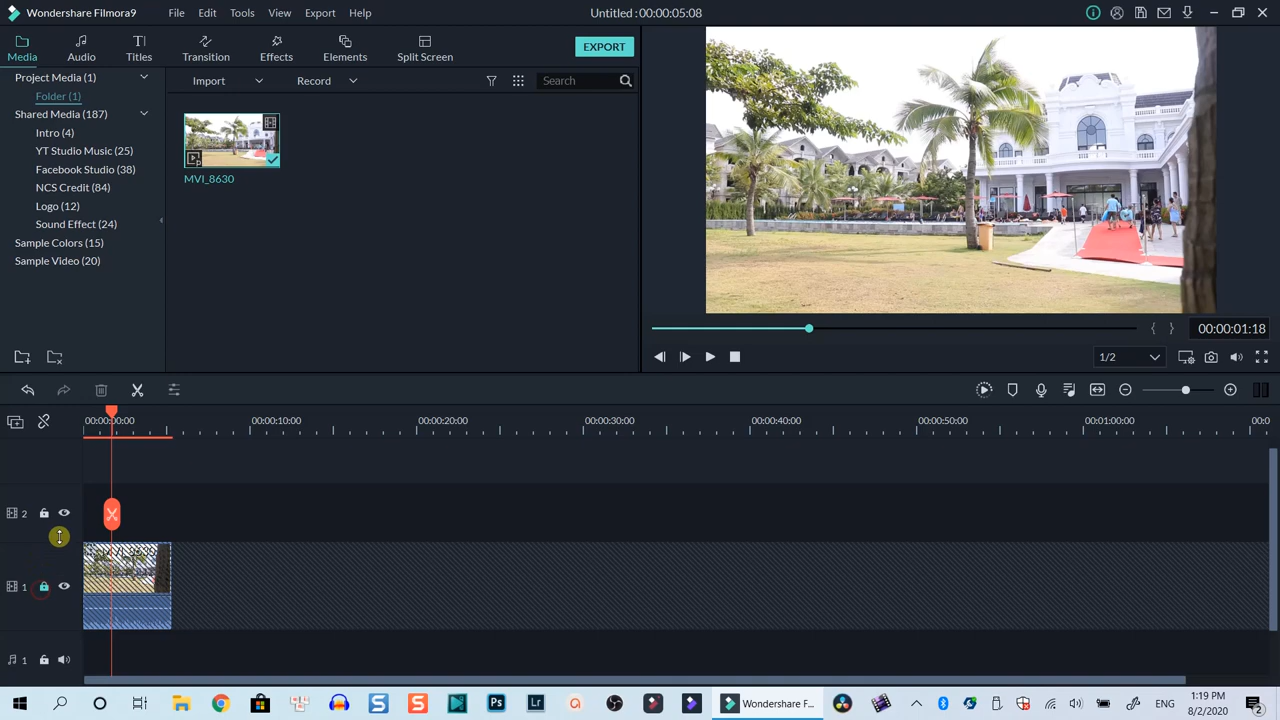 Wondershare Filmora9
File
Edit
Tools
View
Export
Help
Untitled : 00:00:05:08
Media
Audio
Titles
Transition
Effects
Elements
Split Screen
EXPORT
Project Media (1)
Folder (1)
Shared Media (187)
Intro (4)
YT Studio Music (25)
Facebook Studio (38)
NCS Credit (84)
Logo (12)
Sound Effect (24)
Sample Colors (15)
Sample Video (20)
Import
Record
Search
MVI_8630
00:00:01:18
1/2
00:00:00:00
00:00:10:00
00:00:20:00
00:00:30:00
00:00:40:00
00:00:50:00
00:01:00:00
00:0
2
1
1
Wondershare F...
ENG
1:19 PM
8/2/2020
2